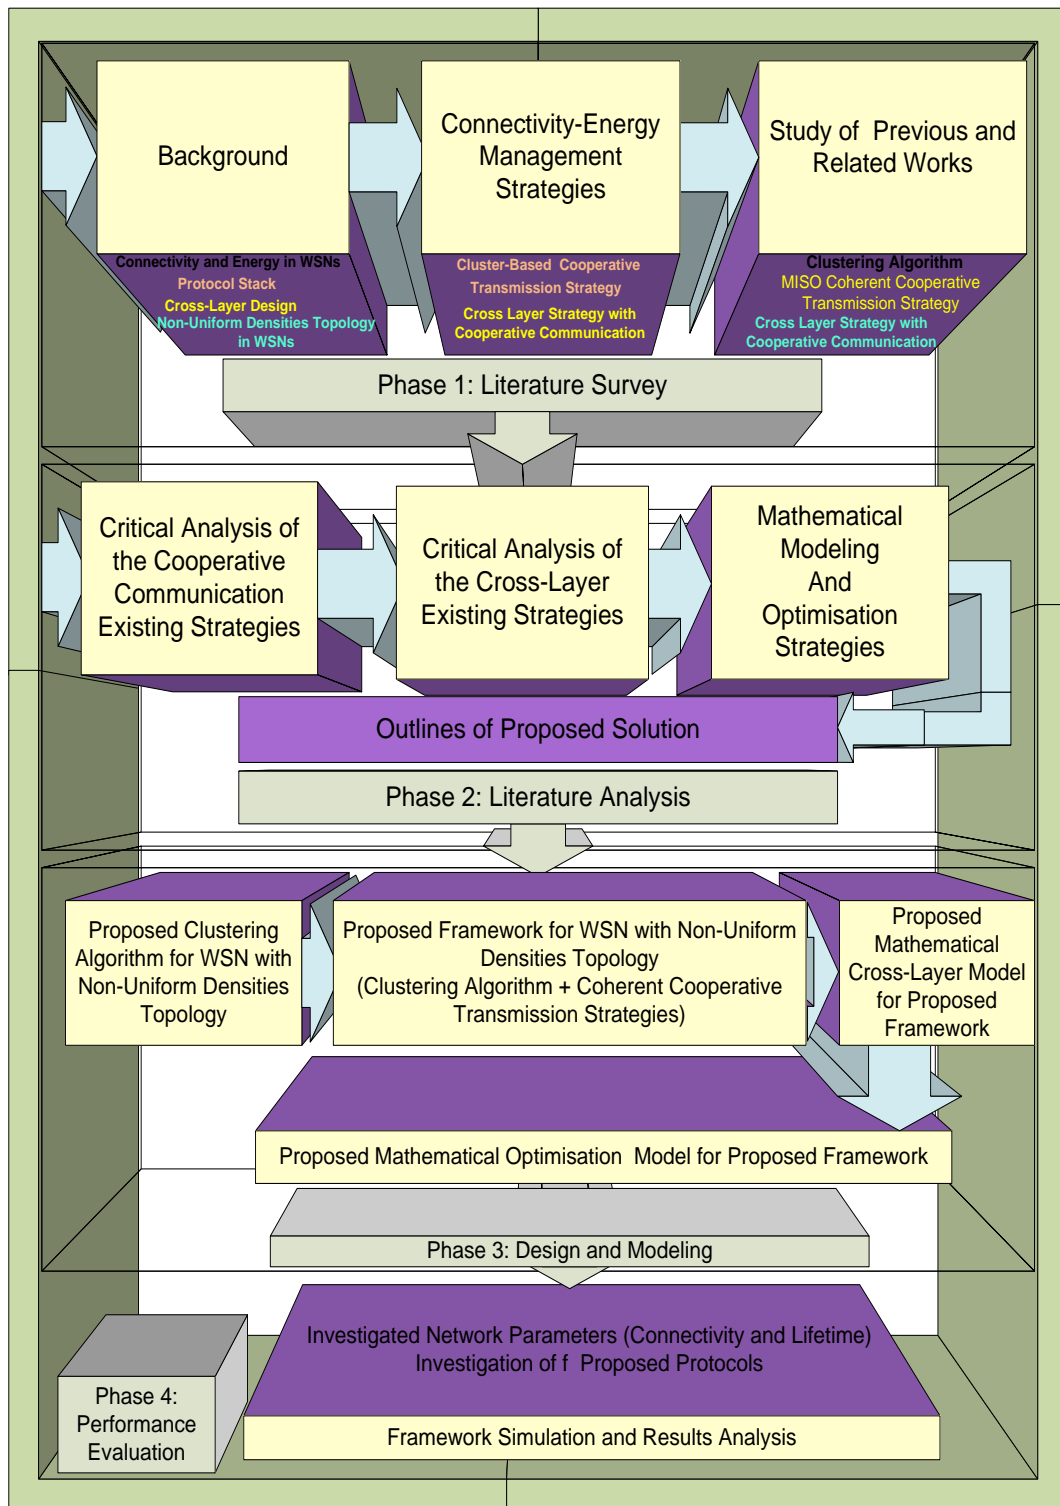 Background
Connectivity-Energy
Management
Strategies
Study of Previous and
Related Works
Connectivity and Energy in WSNs
Protocol Stack
Cross-Layer Design
Non-Uniform Densities Topology
in WSNs
Cluster-Based Cooperative
Transmission Strategy
Cross Layer Strategy with
Cooperative Communication
Clustering Algorithm
MISO Coherent Cooperative
Transmission Strategy
Cross Layer Strategy with
Cooperative Communication
Phase 1: Literature Survey
Critical Analysis of
the Cooperative
Communication
Existing Strategies
Critical Analysis of
the Cross-Layer
Existing Strategies
Mathematical
Modeling
And
Optimisation
Strategies
Outlines of Proposed Solution
Phase 2: Literature Analysis
Proposed Clustering
Algorithm for WSN with
Non-Uniform Densities
Topology
Proposed Framework for WSN with Non-Uniform
Densities Topology
(Clustering Algorithm + Coherent Cooperative
Transmission Strategies)
Proposed
Mathematical
Cross-Layer Model
for Proposed
Framework
Proposed Mathematical Optimisation Model for Proposed Framework
Phase 3: Design and Modeling
Investigated Network Parameters (Connectivity and Lifetime)
Investigation of f Proposed Protocols
Phase 4:
Performance
Evaluation
Framework Simulation and Results Analysis